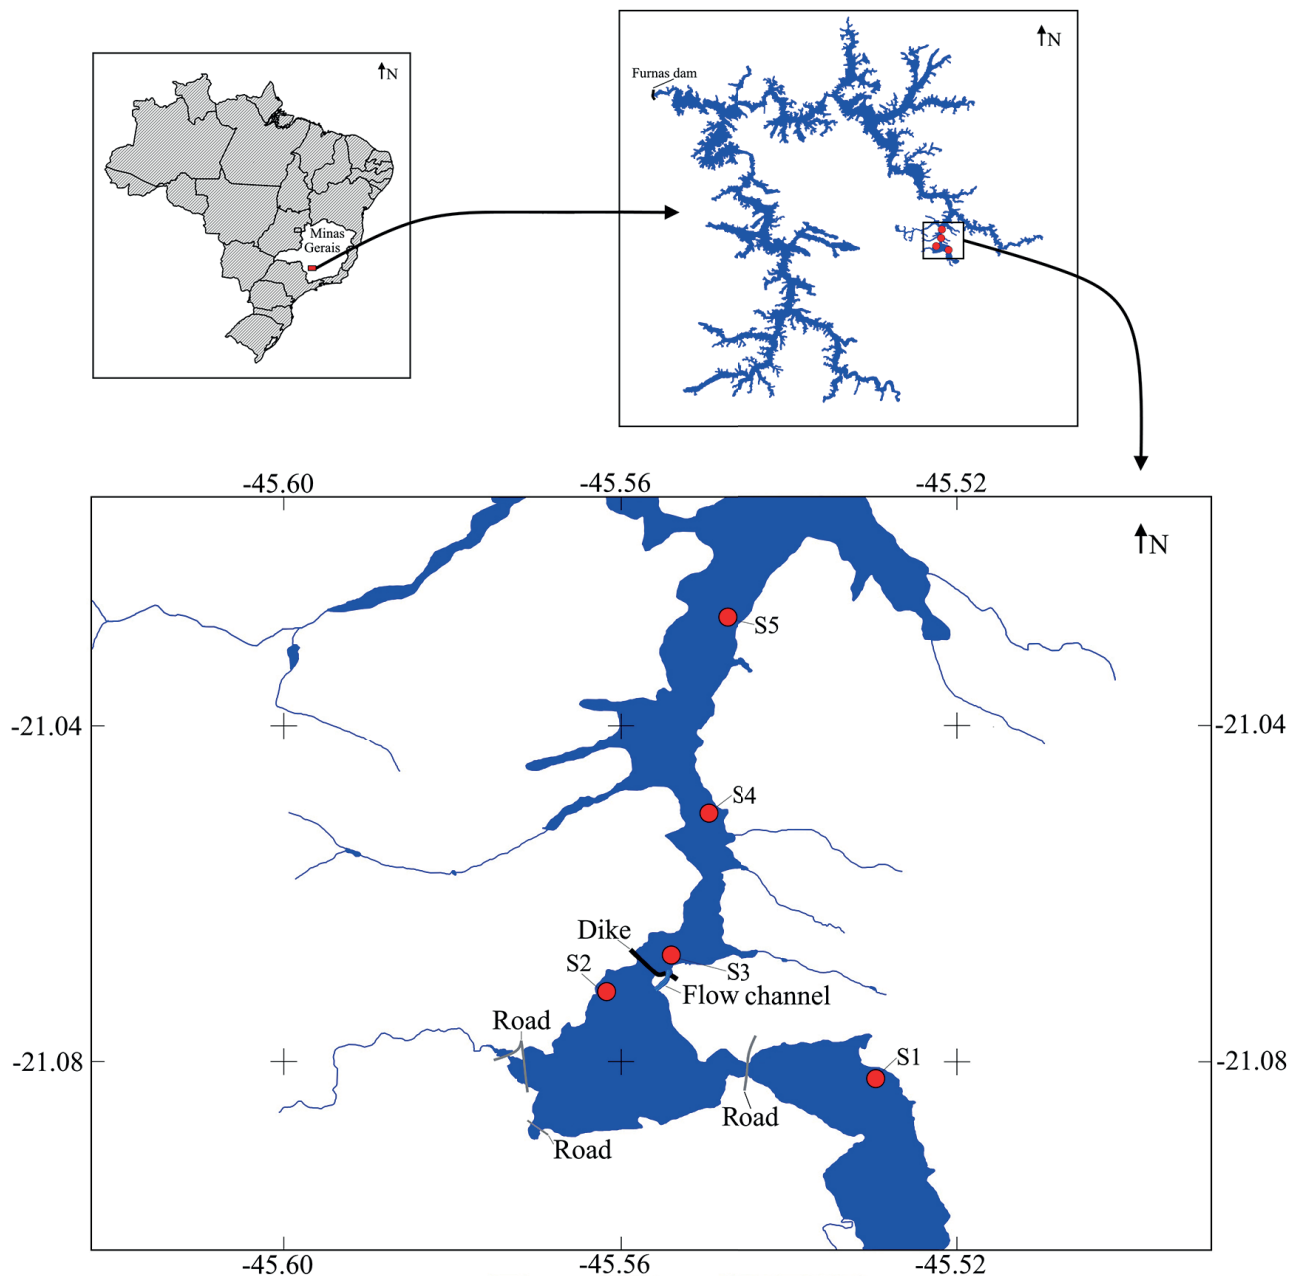 N
Minas
Gerais
N
Furnas dam
-45.60
-45.56
-45.52
N
S5
-21.04
-21.04
S4
Dike
S2
S3
Flow channel
Road
S1
-21.08
-21.08
Road
Road
-45.60
-45.56
-45.52